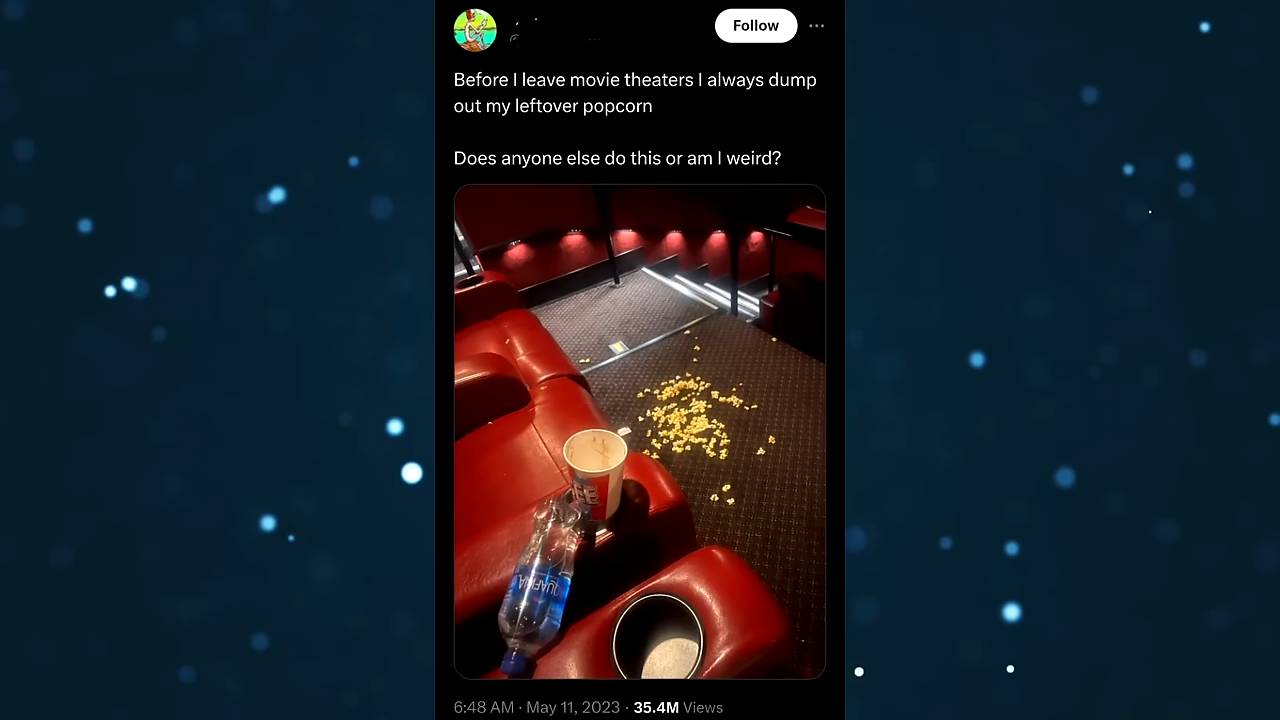 Follow
Before I leave movie theaters I always dump
out my leftover popcorn
Does anyone else do this or am I weird?
6:48 AM · May 11, 2023 · 35.4M Views